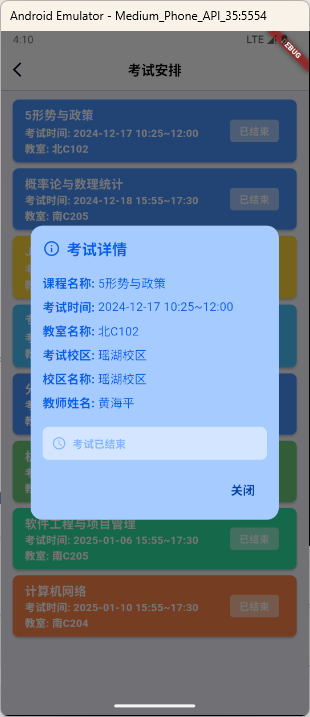 Android Emulator - Medium_Phone_API_35:5554
4:10
LTE
DEBUG
考试安排
5形势与政策
考试时间: 2024-12-17 10:25~12:00
教室: 北C102
已结束
概率论与数理统计
考试时间: 2024-12-18 15:55~17:30
教室: 南C205
已结束
考试详情
课程名称: 5形势与政策
考试时间: 2024-12-17 10:25~12:00
教室名称: 北C102
考试校区: 瑶湖校区
校区名称: 瑶湖校区
教师姓名: 黄海平
考试已结束
关闭
软件工程与项目管理
考试时间: 2025-01-06 15:55~17:30
教室: 南C205
已结束
计算机网络
考试时间: 2025-01-10 15:55~17:30
教室: 南C204
已结束